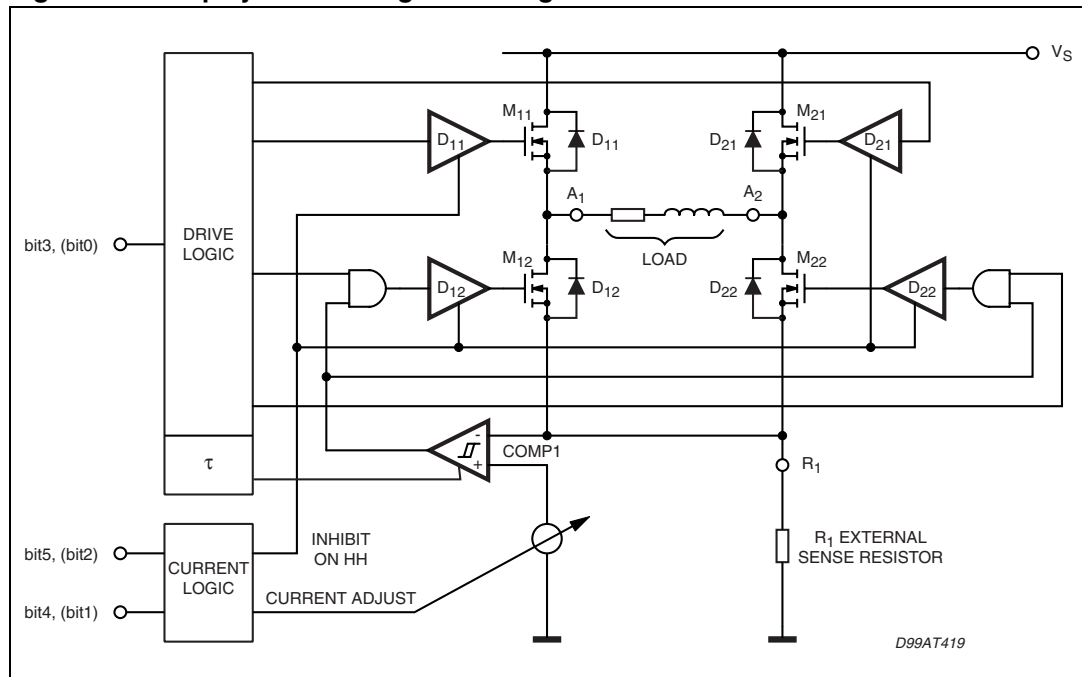 V_S
M_11
M_21
D_11
D_11
D_21
D_21
A_1
A_2
bit3, (bit0)
DRIVE
LOGIC
LOAD
M_12
M_22
D_12
D_12
D_22
D_22
-
COMP1
+
τ
R_1
bit5, (bit2)
INHIBIT
ON HH
R_1 EXTERNAL
SENSE RESISTOR
CURRENT
LOGIC
bit4, (bit1)
CURRENT ADJUST
D99AT419